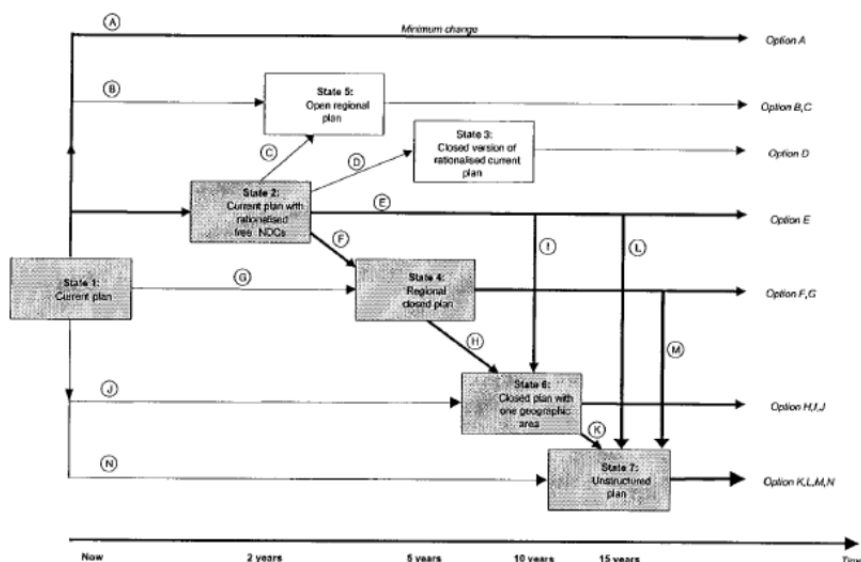 A
Minimum change
Option A
B
State 5:
Open regional
plan
Option B,C
C
D
State 3:
Closed version of
rationalised current
plan
Option D
State 2:
Current plan with
rationalised
free NDCs
E
Option E
F
I
L
State 1:
Current plan
G
State 4:
Regional
closed plan
Option F,G
H
M
J
State 6:
Closed plan with
one geographic
area
Option H,I,J
K
N
State 7:
Unstructured
plan
Option K,L,M,N
Now
2 years
5 years
10 years
15 years
Time